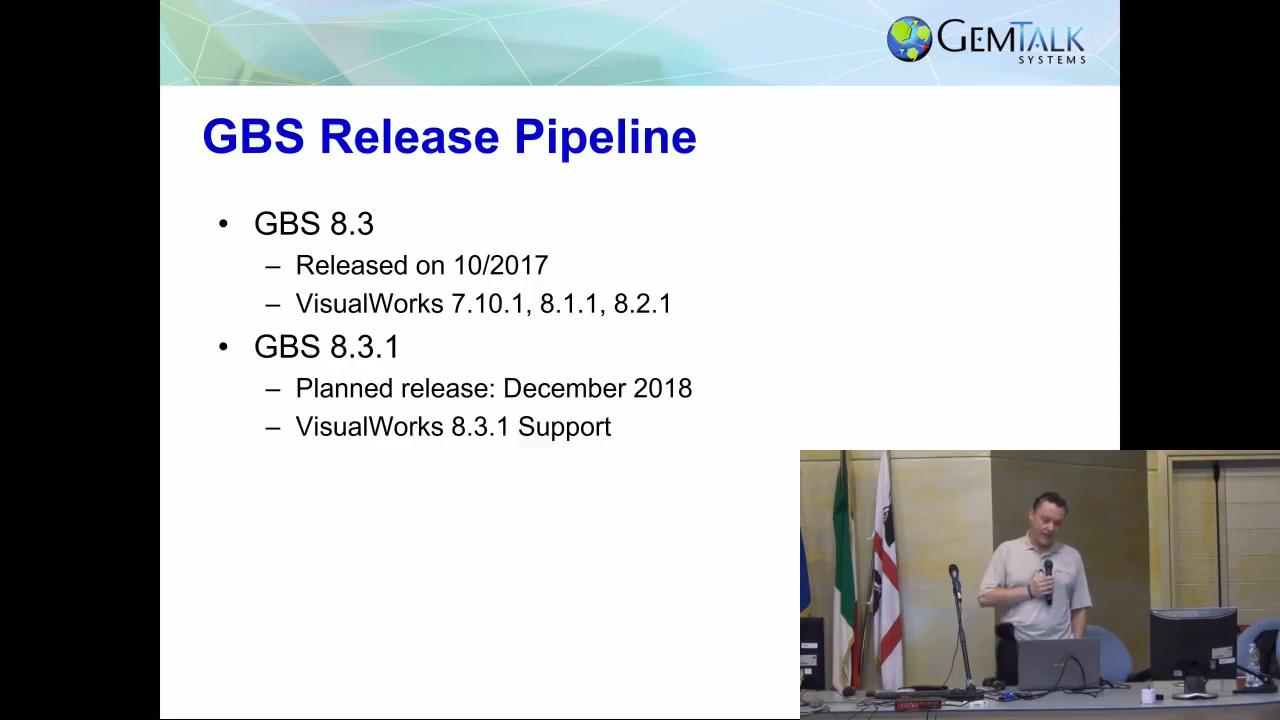 GEMTALK
SYSTEMS
GBS Release Pipeline
• GBS 8.3
– Released on 10/2017
– VisualWorks 7.10.1, 8.1.1, 8.2.1
• GBS 8.3.1
– Planned release: December 2018
– VisualWorks 8.3.1 Support